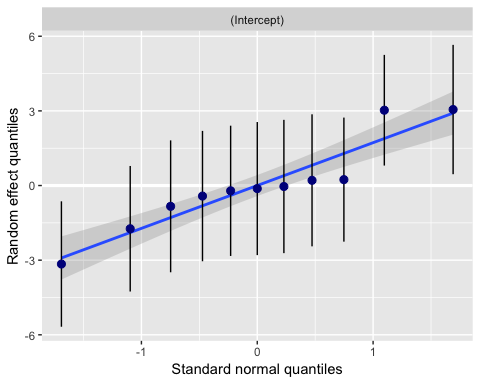 (Intercept)
6
3
0
-3
-6
Random effect quantiles
-1
0
1
Standard normal quantiles